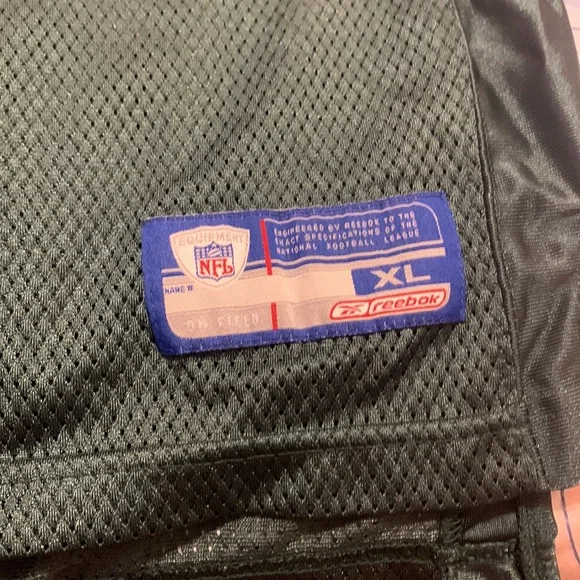 EQUIPMENT
NFL
ENGINEERED BY REEBOK TO THE
EXACT SPECIFICATIONS OF THE
NATIONAL FOOTBALL LEAGUE
NAME #
XL
ON FIELD
reebok